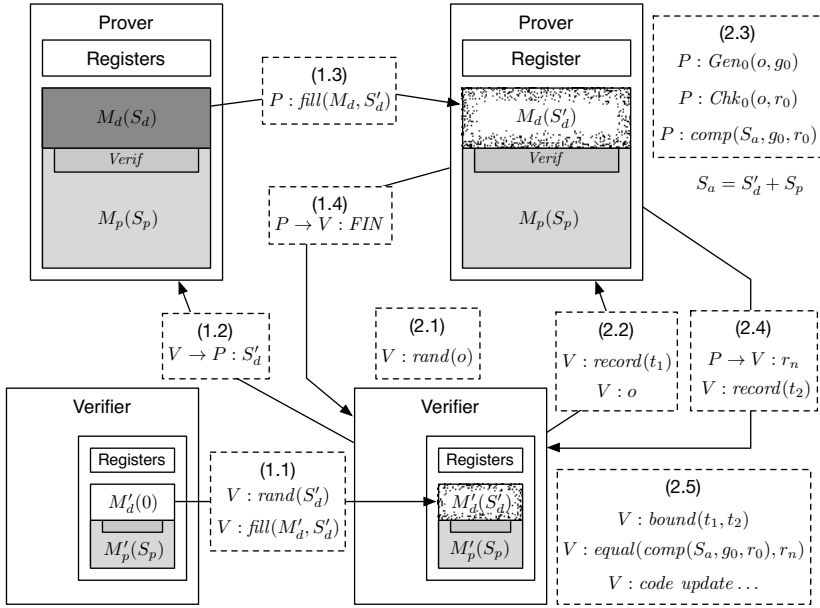 Prover
Registers
M_d(S_d)
Verif
M_p(S_p)
(1.3)
P : fill(M_d, S'_d)
Prover
Register
M_d(S'_d)
Verif
M_p(S_p)
(2.3)
P : Gen_0(o, g_0)
P : Chk_0(o, r_0)
P : comp(S_a, g_0, r_0)
S_a = S'_d + S_p
(1.4)
P → V : FIN
(1.2)
V → P : S'_d
(2.1)
V : rand(o)
(2.2)
V : record(t_1)
V : o
(2.4)
P → V : r_n
V : record(t_2)
Verifier
Registers
M'_d(0)
M'_p(S_p)
(1.1)
V : rand(S'_d)
V : fill(M'_d, S'_d)
Verifier
Registers
M'_d(S'_d)
M'_p(S_p)
(2.5)
V : bound(t_1, t_2)
V : equal(comp(S_a, g_0, r_0), r_n)
V : code update ...